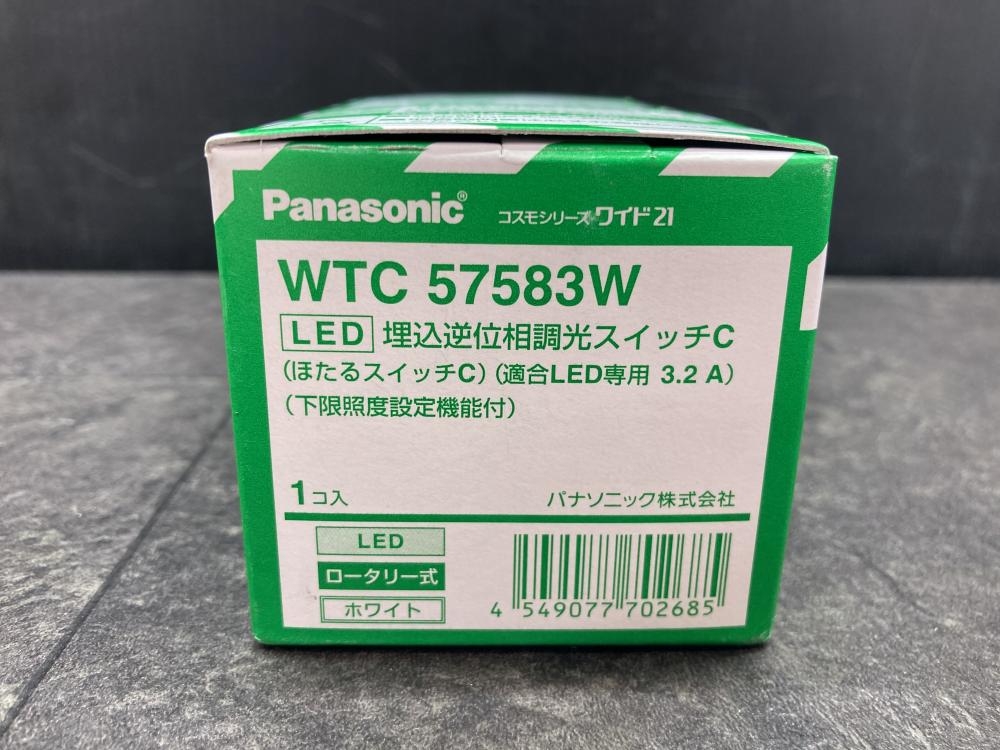 Panasonic® コスモシリーズワイド21
WTC 57583W
LED 埋込逆位相調光スイッチC
(ほたるスイッチC) (適合LED専用 3.2 A)
(下限照度設定機能付)
1コ入 パナソニック株式会社
LED
ロータリー式
ホワイト
4 549077 702685